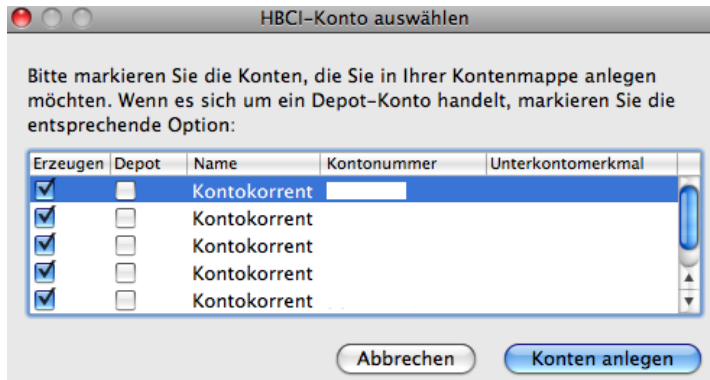 HBCI-Konto auswählen
Bitte markieren Sie die Konten, die Sie in Ihrer Kontenmappe anlegen
möchten. Wenn es sich um ein Depot-Konto handelt, markieren Sie die
entsprechende Option:
Erzeugen Depot Name Kontonummer Unterkontomerkmal
Kontokorrent
Kontokorrent
Kontokorrent
Kontokorrent
Kontokorrent
Abbrechen Konten anlegen